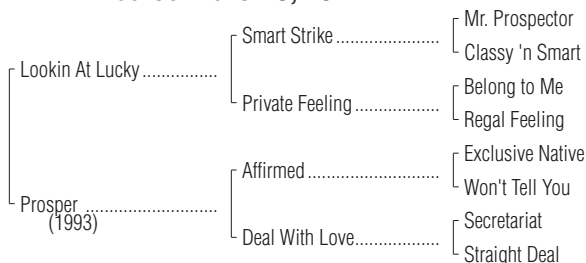 Mr. Prospector
Smart Strike
Classy 'n Smart
Lookin At Lucky
Belong to Me
Private Feeling
Regal Feeling
Exclusive Native
Affirmed
Won't Tell You
Prosper
(1993)
Secretariat
Deal With Love
Straight Deal